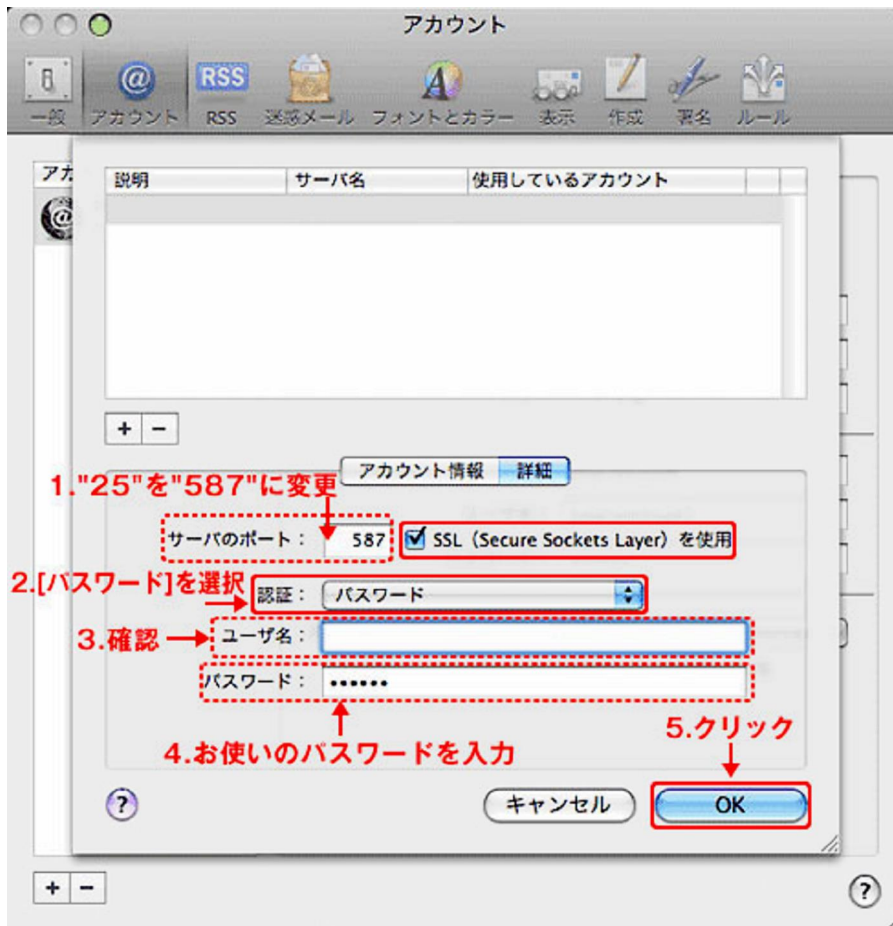 アカウント
一般 アカウント RSS 迷惑メール フォントとカラー 表示 作成 署名 ルール
RSS
アカ
説明 サーバ名 使用しているアカウント
アカウント情報 詳細
1."25"を"587"に変更
サーバのポート： 587 SSL（Secure Sockets Layer）を使用
2.[パスワード]を選択
認証： パスワード
3.確認
ユーザ名：
パスワード： ••••••
4.お使いのパスワードを入力
5.クリック
? キャンセル OK
+ − ?